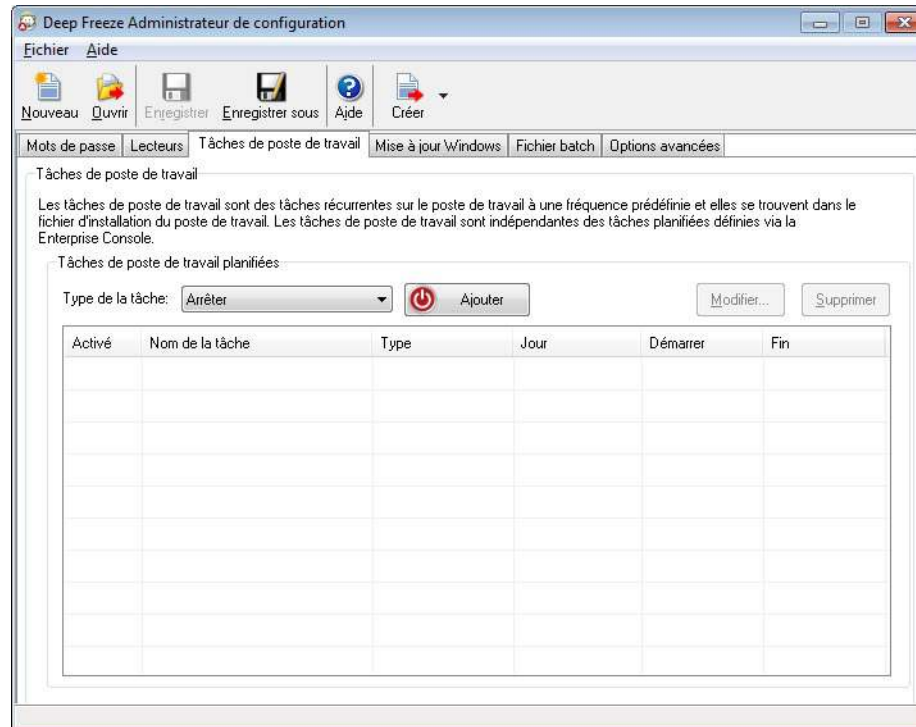 Deep Freeze Administrateur de configuration
Fichier Aide
Nouveau Ouvrir Enregistrer Enregistrer sous Aide Créer
Mots de passe Lecteurs Tâches de poste de travail Mise à jour Windows Fichier batch Options avancées
Tâches de poste de travail
Les tâches de poste de travail sont des tâches récurrentes sur le poste de travail à une fréquence prédéfinie et elles se trouvent dans le
fichier d'installation du poste de travail. Les tâches de poste de travail sont indépendantes des tâches planifiées définies via la
Enterprise Console.
Tâches de poste de travail planifiées
Type de la tâche: Arrêter Ajouter Modifier... Supprimer
Activé Nom de la tâche Type Jour Démarrer Fin